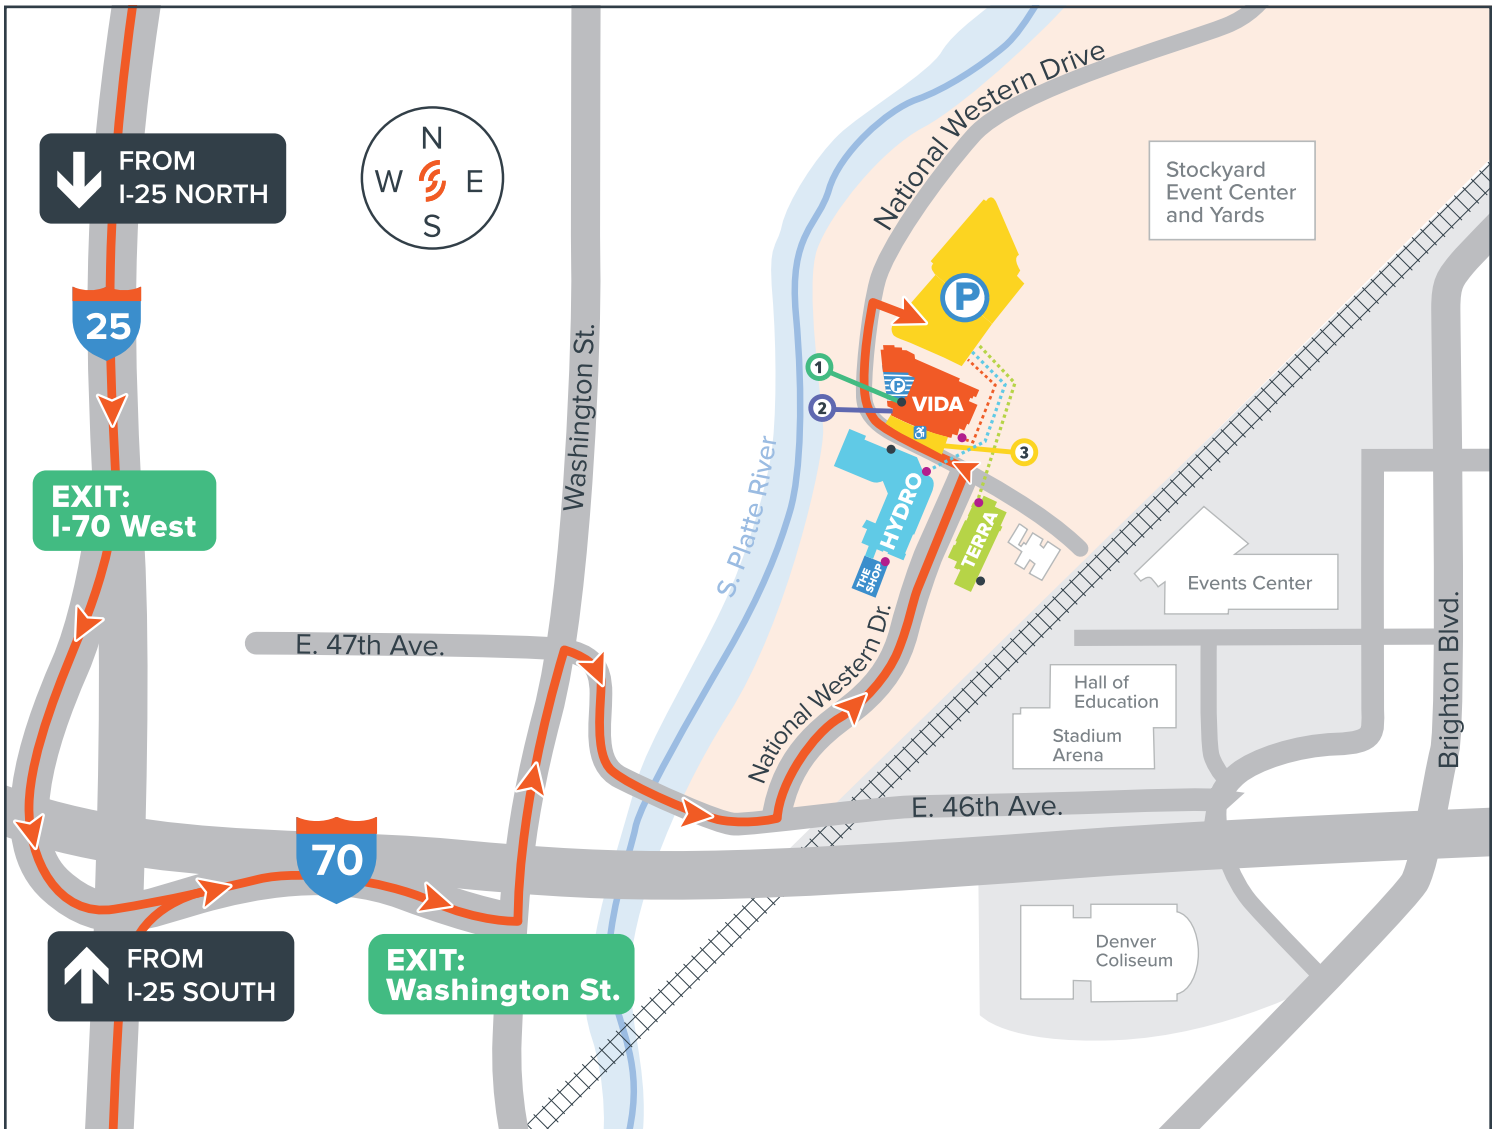 National Western Drive
FROM
I-25 NORTH
N
W E
S
Stockyard
Event Center
and Yards
P
25
Washington St.
1
P
VIDA
2
3
S. Platte River
EXIT:
I-70 West
HYDRO
TERRA
THE
SHOP
Events Center
E. 47th Ave.
National Western Dr.
Brighton Blvd.
Hall of
Education
Stadium
Arena
E. 46th Ave.
70
FROM
I-25 SOUTH
EXIT:
Washington St.
Denver
Coliseum